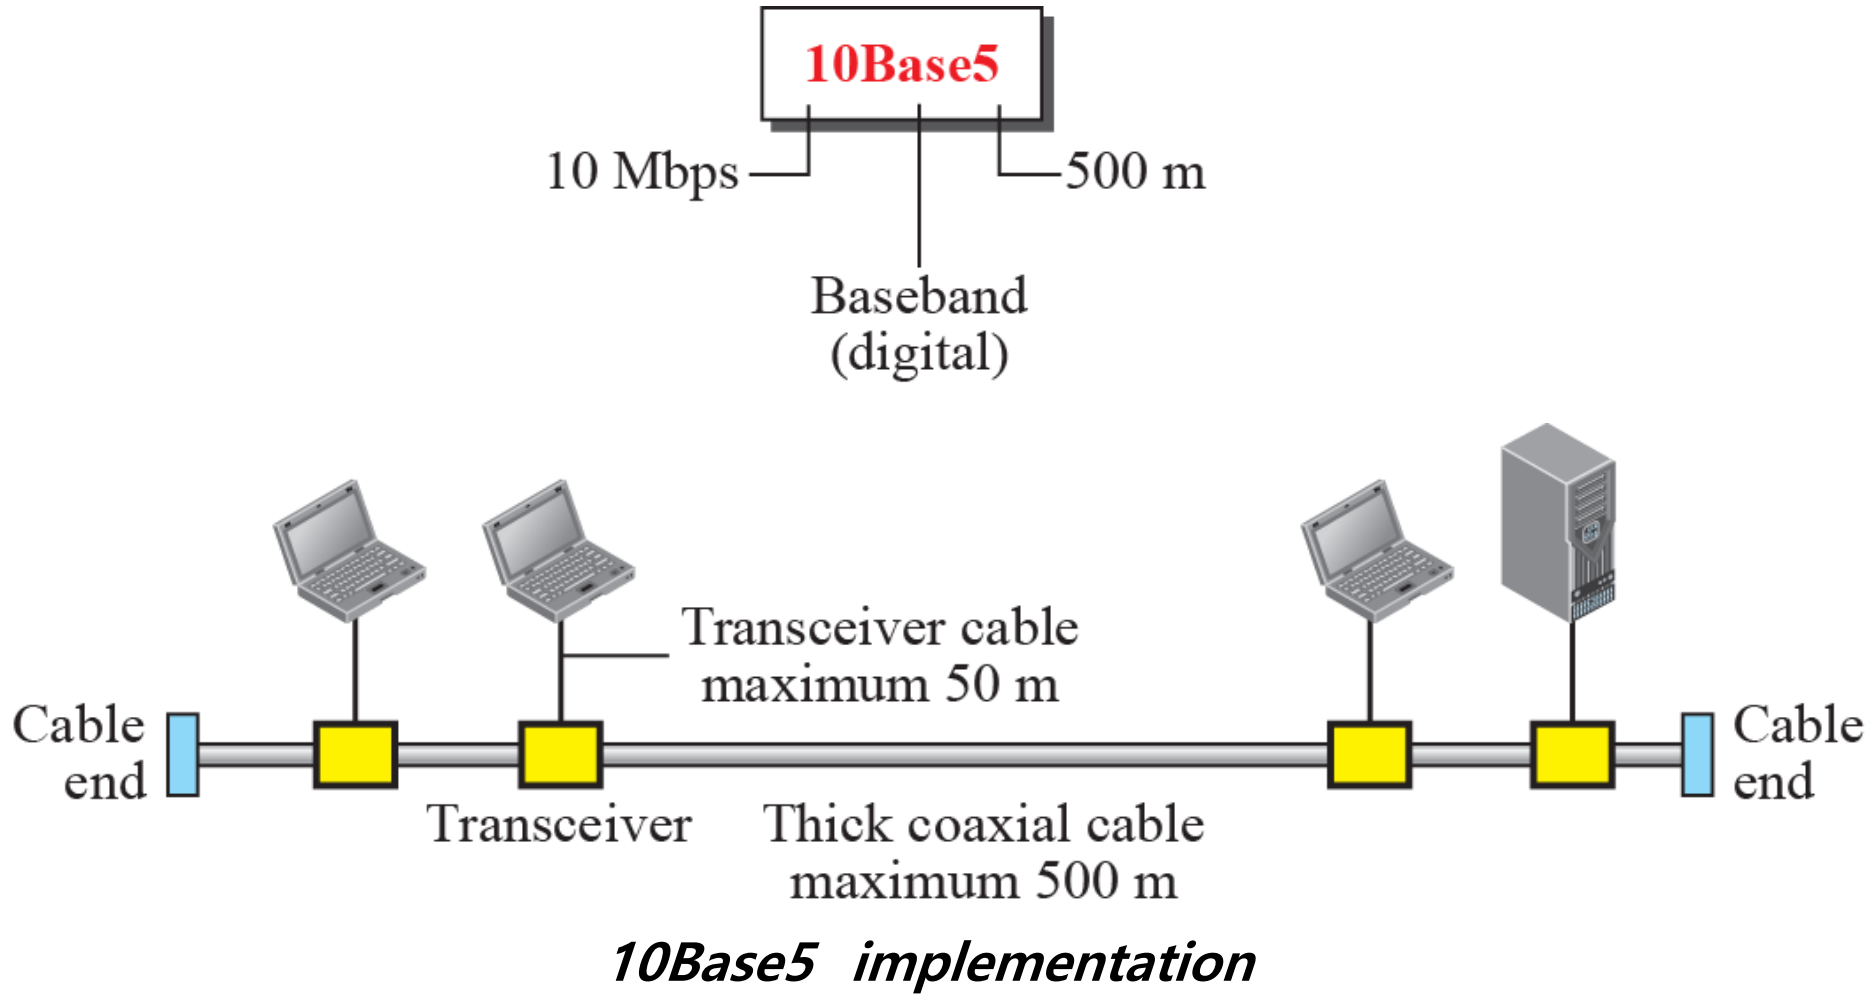 10Base5
10 Mbps
500 m
Baseband
(digital)
Transceiver cable
maximum 50 m
Cable
end
Cable
end
Transceiver
Thick coaxial cable
maximum 500 m
10Base5 implementation